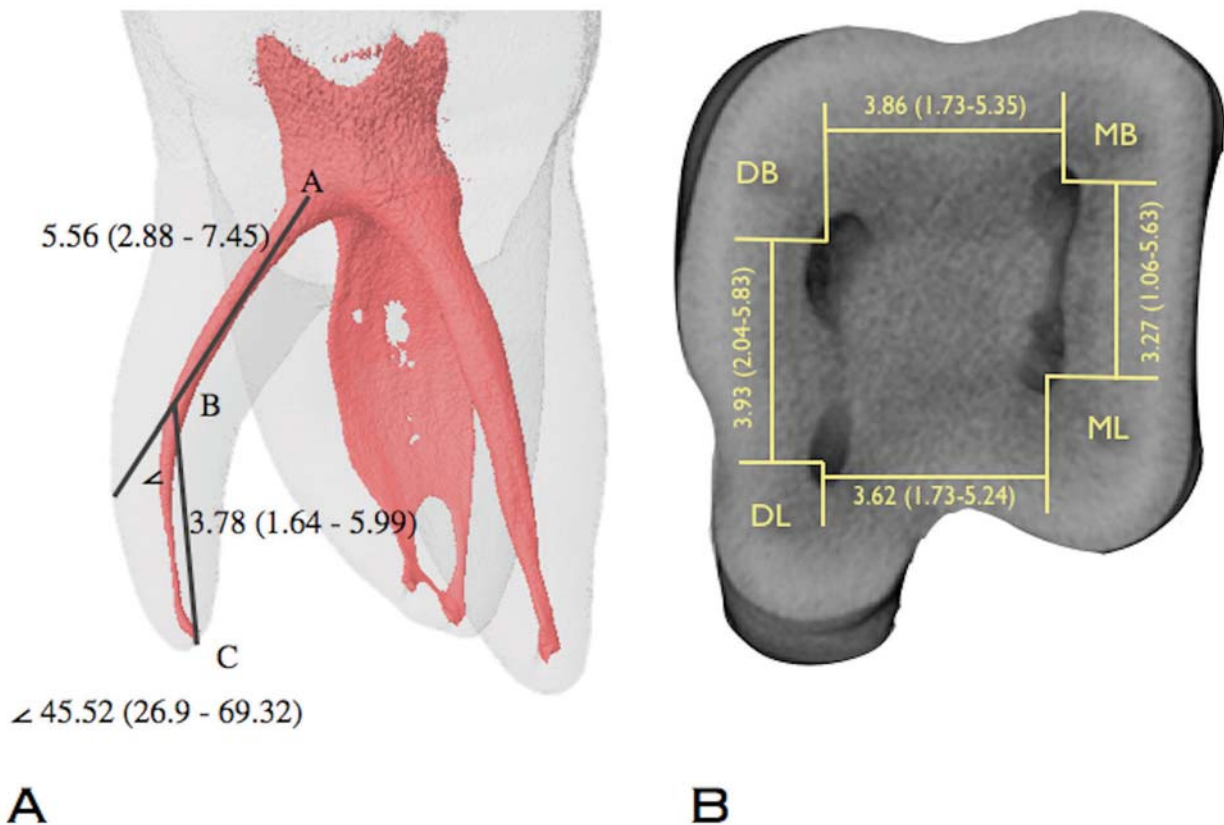 A
5.56 (2.88 - 7.45)
B
∠
3.78 (1.64 - 5.99)
C
∠ 45.52 (26.9 - 69.32)
A
3.86 (1.73-5.35)
MB
DB
3.93 (2.04-5.83)
3.27 (1.06-5.63)
ML
3.62 (1.73-5.24)
DL
B